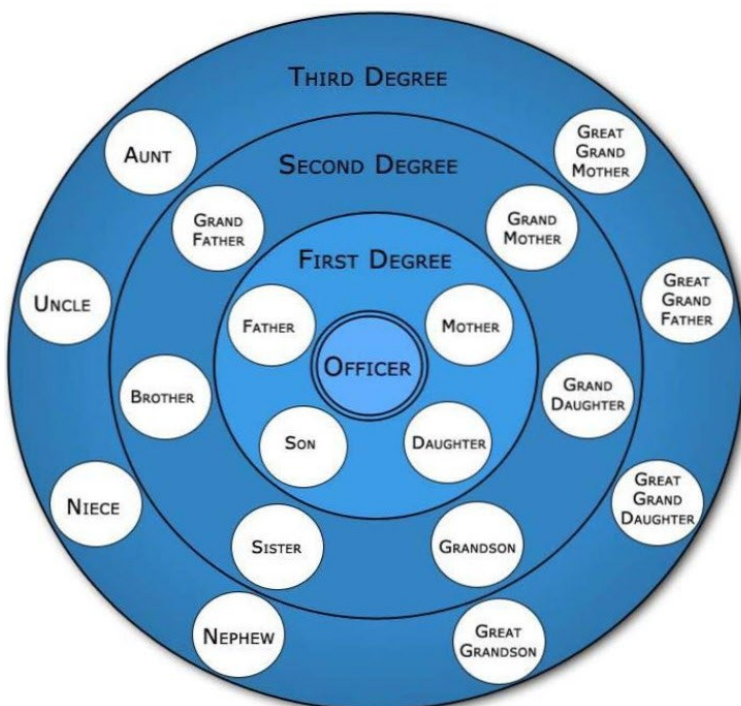 THIRD DEGREE
AUNT
GREAT
GRAND
MOTHER
SECOND DEGREE
GRAND
FATHER
GRAND
MOTHER
FIRST DEGREE
UNCLE
GREAT
GRAND
FATHER
FATHER
MOTHER
OFFICER
BROTHER
GRAND
DAUGHTER
SON
DAUGHTER
NIECE
GREAT
GRAND
DAUGHTER
SISTER
GRANDSON
NEPHEW
GREAT
GRANDSON